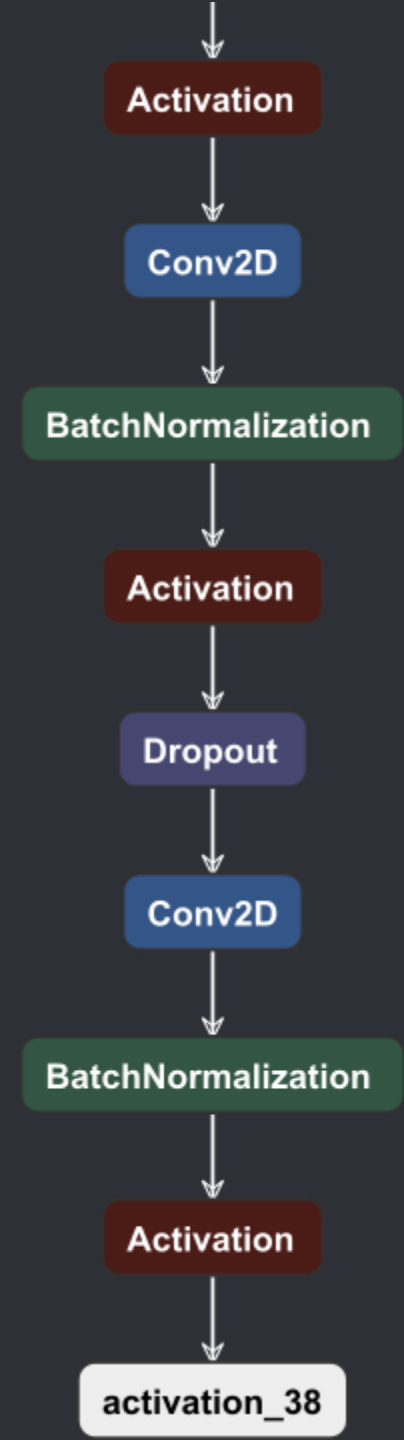 Activation
Conv2D
BatchNormalization
Activation
Dropout
Conv2D
BatchNormalization
Activation
activation_38